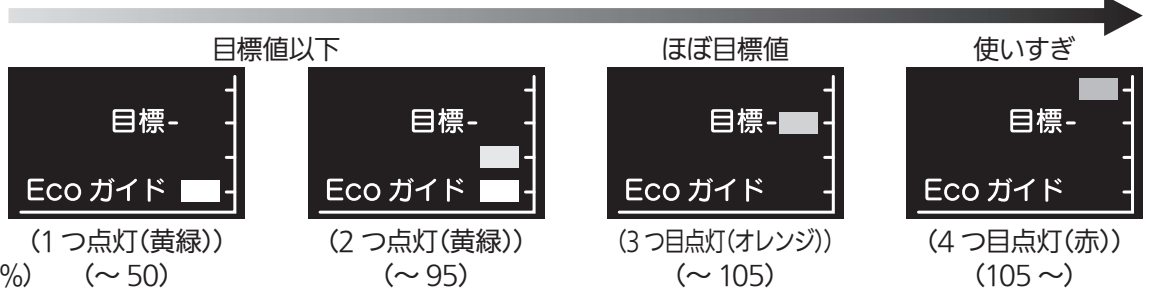 目標値以下 ほぼ目標値 使いすぎ
目標- 目標- 目標- 目標-
Eco ガイド Eco ガイド Eco ガイド Eco ガイド
(1 つ点灯(黄緑)) (2 つ点灯(黄緑)) (3 つ目点灯(オレンジ)) (4 つ目点灯(赤))
%) (〜 50) (〜 95) (〜 105) (105 〜)